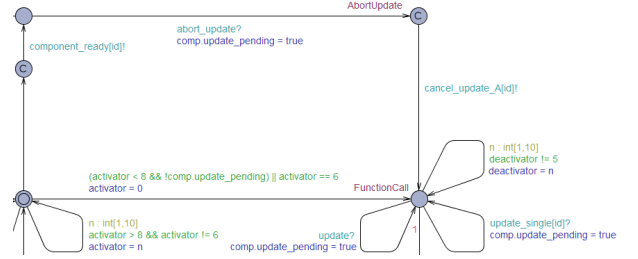 AbortUpdate
C
C
abort_update?
comp.update_pending = true
component_ready[id]!
C
cancel_update_A[id]!
n : int[1,10]
deactivator != 5
deactivator = n
(activator < 8 && !comp.update_pending) || activator == 6
activator = 0
FunctionCall
n : int[1,10]
activator > 8 && activator != 6
activator = n
update?
comp.update_pending = true
1
update_single[id]?
comp.update_pending = true